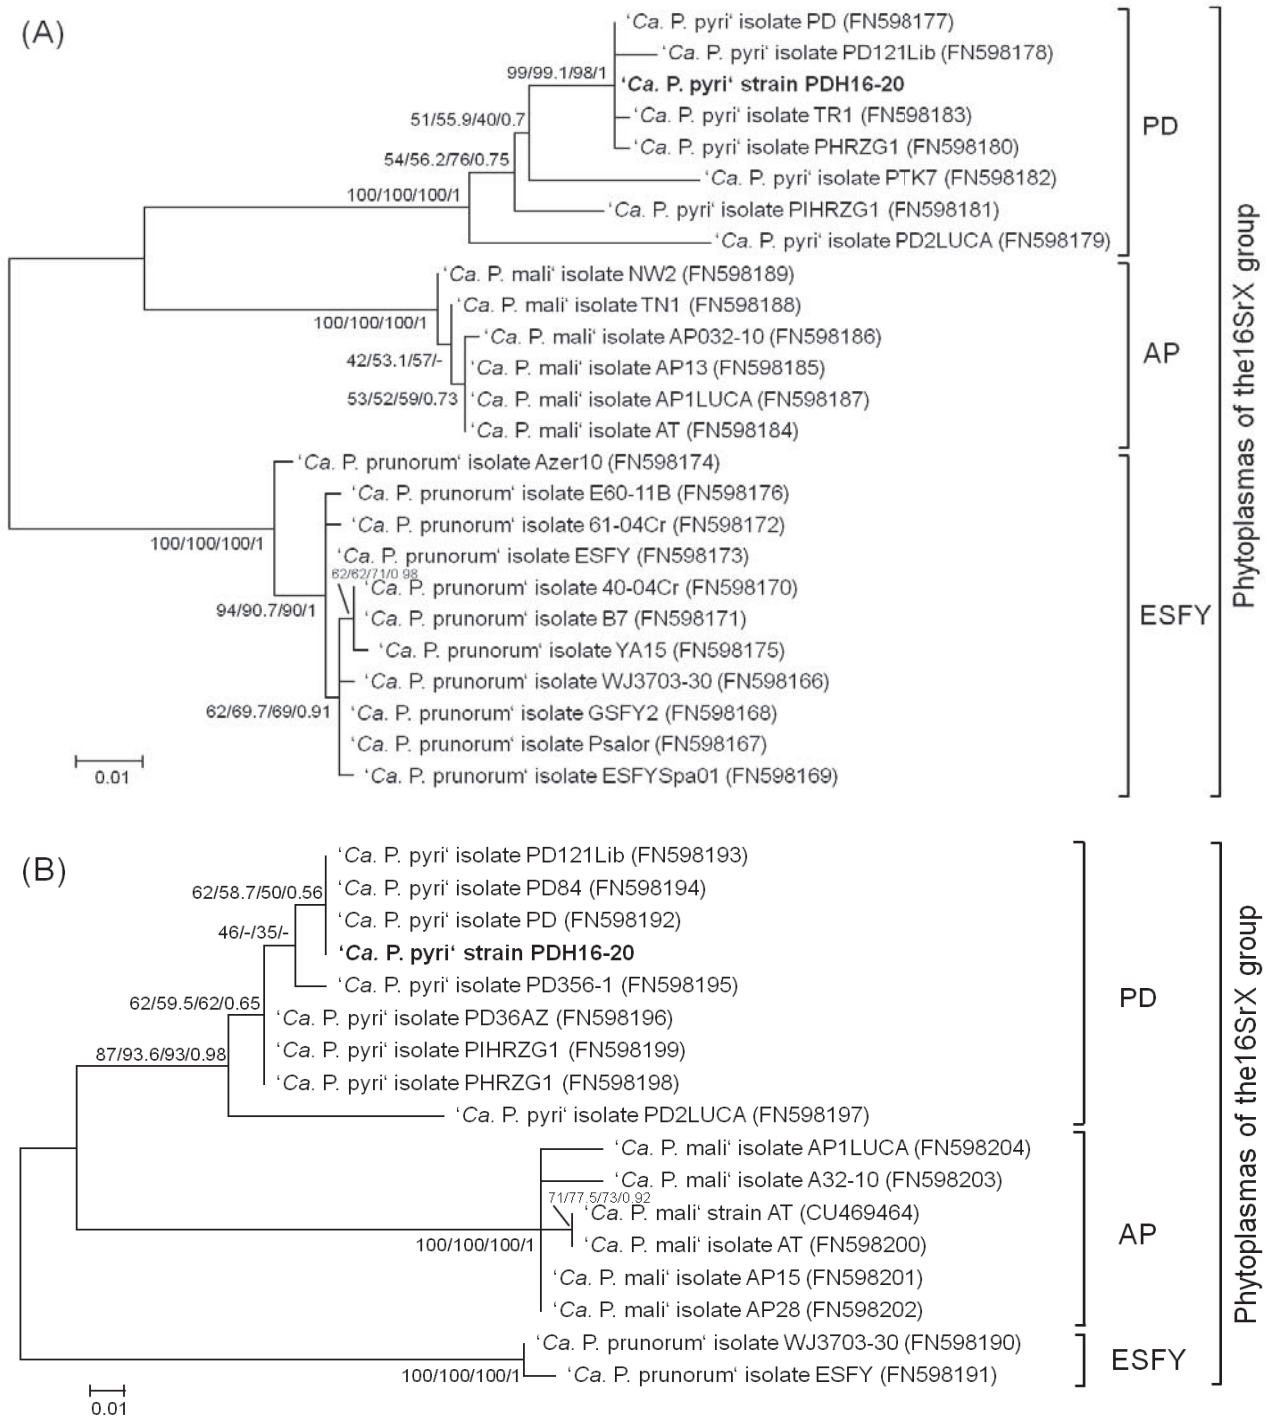 (A)
‘Ca. P. pyri‘ isolate PD (FN598177)
‘Ca. P. pyri‘ isolate PD121Lib (FN598178)
99/99.1/98/1
‘Ca. P. pyri‘ strain PDH16-20
‘Ca. P. pyri‘ isolate TR1 (FN598183)
51/55.9/40/0.7
PD
‘Ca. P. pyri‘ isolate PHRZG1 (FN598180)
54/56.2/76/0.75
‘Ca. P. pyri‘ isolate PTK7 (FN598182)
100/100/100/1
‘Ca. P. pyri‘ isolate PIHRZG1 (FN598181)
‘Ca. P. pyri‘ isolate PD2LUCA (FN598179)
‘Ca. P. mali‘ isolate NW2 (FN598189)
‘Ca. P. mali‘ isolate TN1 (FN598188)
100/100/100/1
‘Ca. P. mali‘ isolate AP032-10 (FN598186)
AP
42/53.1/57/-
‘Ca. P. mali‘ isolate AP13 (FN598185)
53/52/59/0.73
‘Ca. P. mali‘ isolate AP1LUCA (FN598187)
‘Ca. P. mali‘ isolate AT (FN598184)
‘Ca. P. prunorum‘ isolate Azer10 (FN598174)
‘Ca. P. prunorum‘ isolate E60-11B (FN598176)
‘Ca. P. prunorum‘ isolate 61-04Cr (FN598172)
100/100/100/1
‘Ca. P. prunorum‘ isolate ESFY (FN598173)
62/62/71/0.98
‘Ca. P. prunorum‘ isolate 40-04Cr (FN598170)
94/90.7/90/1
‘Ca. P. prunorum‘ isolate B7 (FN598171)
ESFY
‘Ca. P. prunorum‘ isolate YA15 (FN598175)
‘Ca. P. prunorum‘ isolate WJ3703-30 (FN598166)
62/69.7/69/0.91
‘Ca. P. prunorum‘ isolate GSFY2 (FN598168)
‘Ca. P. prunorum‘ isolate Psalor (FN598167)
‘Ca. P. prunorum‘ isolate ESFYSpa01 (FN598169)
0.01
Phytoplasmas of the16SrX group
(B)
‘Ca. P. pyri‘ isolate PD121Lib (FN598193)
62/58.7/50/0.56
‘Ca. P. pyri‘ isolate PD84 (FN598194)
‘Ca. P. pyri‘ isolate PD (FN598192)
46/-/35/-
‘Ca. P. pyri‘ strain PDH16-20
‘Ca. P. pyri‘ isolate PD356-1 (FN598195)
PD
62/59.5/62/0.65
‘Ca. P. pyri‘ isolate PD36AZ (FN598196)
87/93.6/93/0.98
‘Ca. P. pyri‘ isolate PIHRZG1 (FN598199)
‘Ca. P. pyri‘ isolate PHRZG1 (FN598198)
‘Ca. P. pyri‘ isolate PD2LUCA (FN598197)
‘Ca. P. mali‘ isolate AP1LUCA (FN598204)
‘Ca. P. mali‘ isolate A32-10 (FN598203)
71/77.5/73/0.92
‘Ca. P. mali‘ strain AT (CU469464)
AP
100/100/100/1
‘Ca. P. mali‘ isolate AT (FN598200)
‘Ca. P. mali‘ isolate AP15 (FN598201)
‘Ca. P. mali‘ isolate AP28 (FN598202)
‘Ca. P. prunorum‘ isolate WJ3703-30 (FN598190)
ESFY
100/100/100/1
‘Ca. P. prunorum‘ isolate ESFY (FN598191)
0.01
Phytoplasmas of the16SrX group